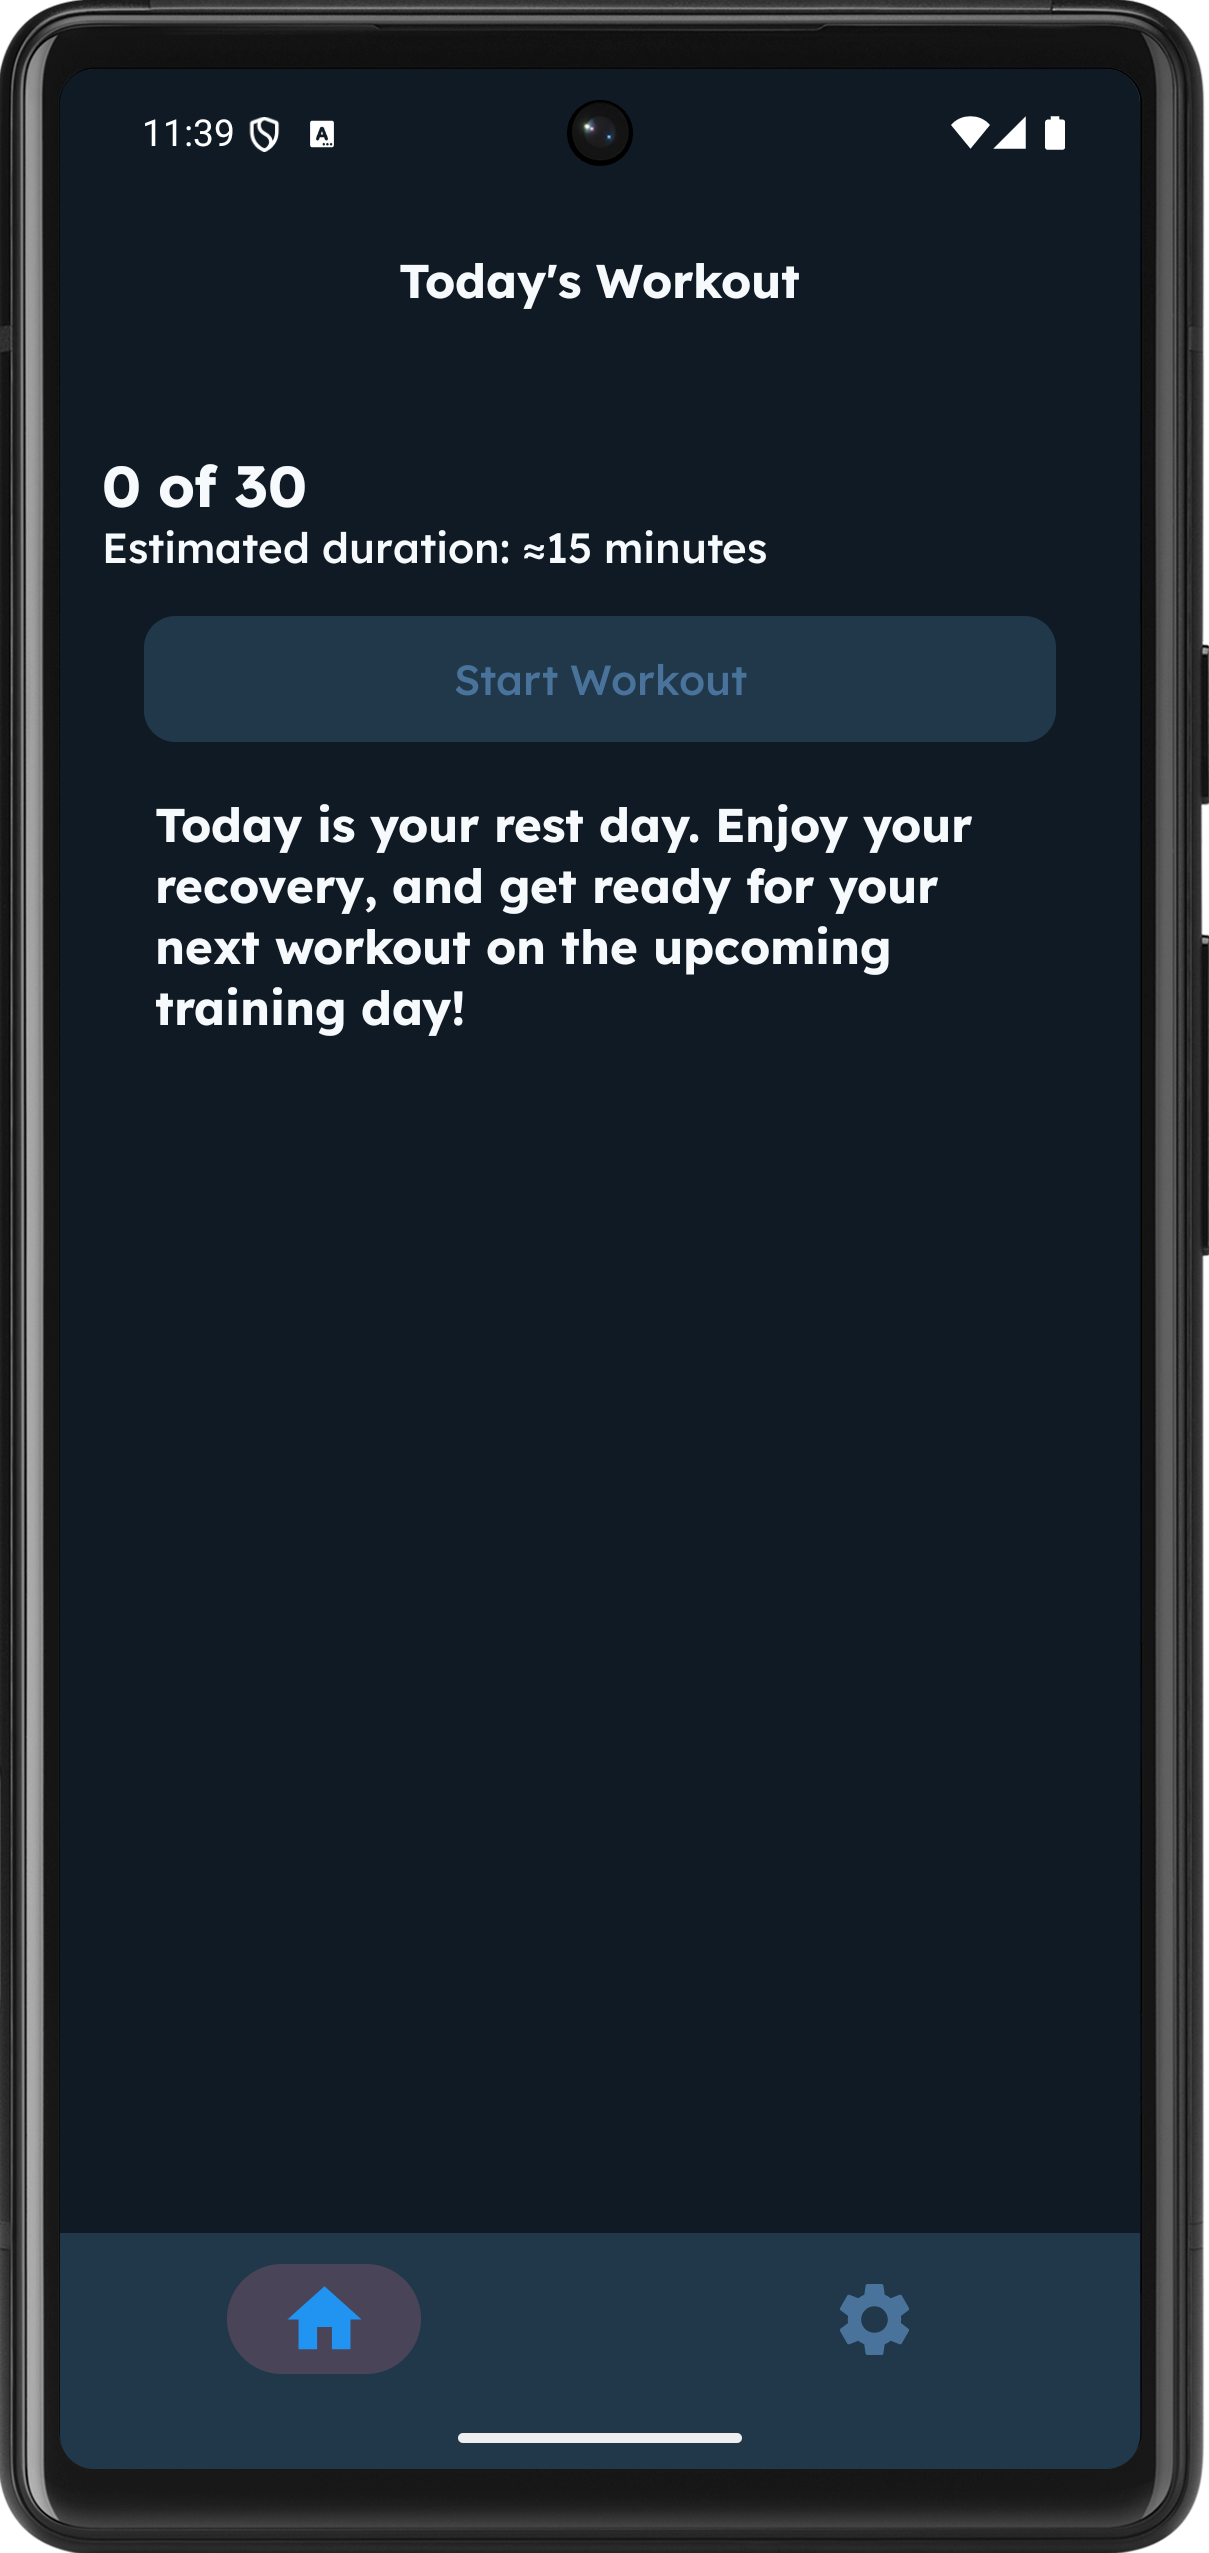 11:39
Today's Workout
0 of 30
Estimated duration: ≈15 minutes
Start Workout
Today is your rest day. Enjoy your
recovery, and get ready for your
next workout on the upcoming
training day!